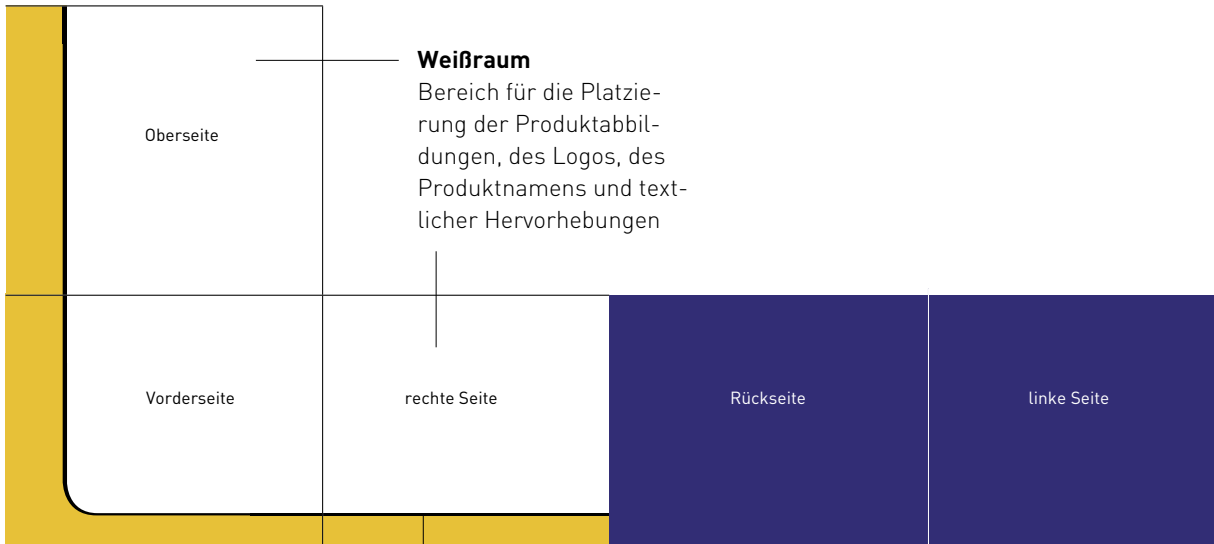 Weißraum
Bereich für die Platzie-
rung der Produktabbil-
dungen, des Logos, des
Produktnamens und text-
licher Hervorhebungen
Oberseite
Vorderseite
rechte Seite
Rückseite
linke Seite